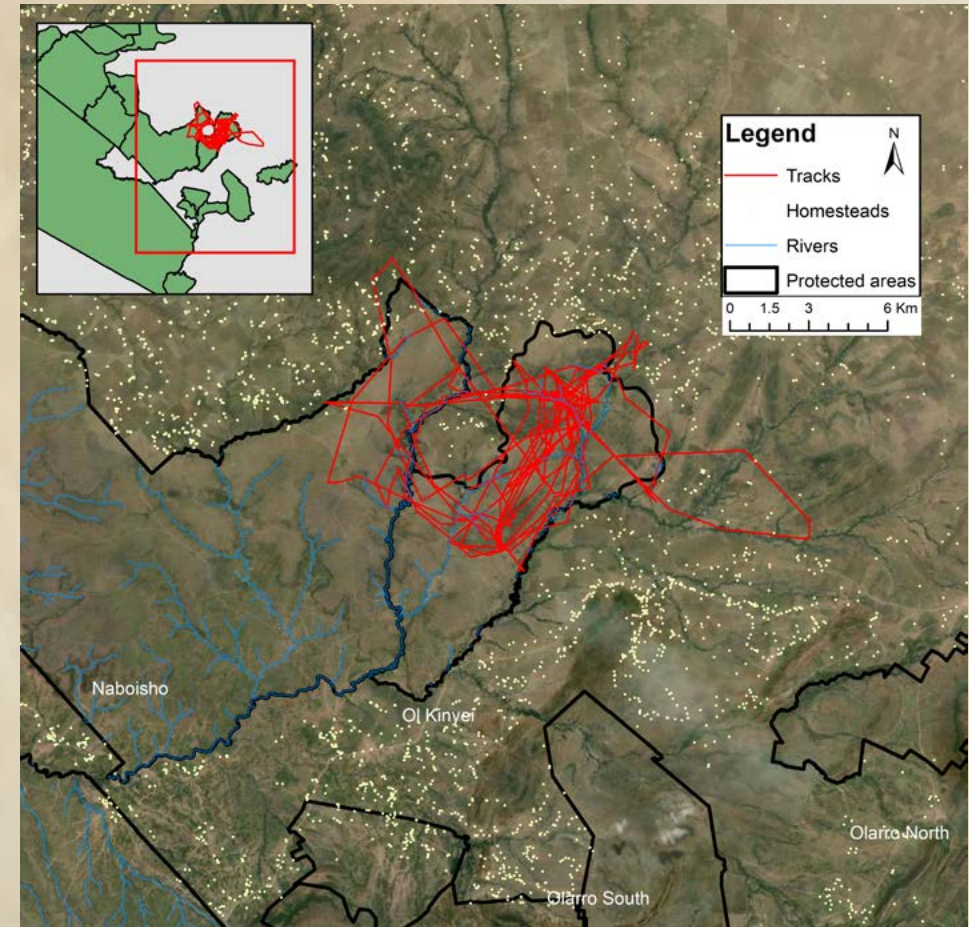 Legend
N
Tracks
Homesteads
Rivers
Protected areas
0 1.5 3 6 Km
Naboisho
Ol Kinyei
Olarro North
Olarro South